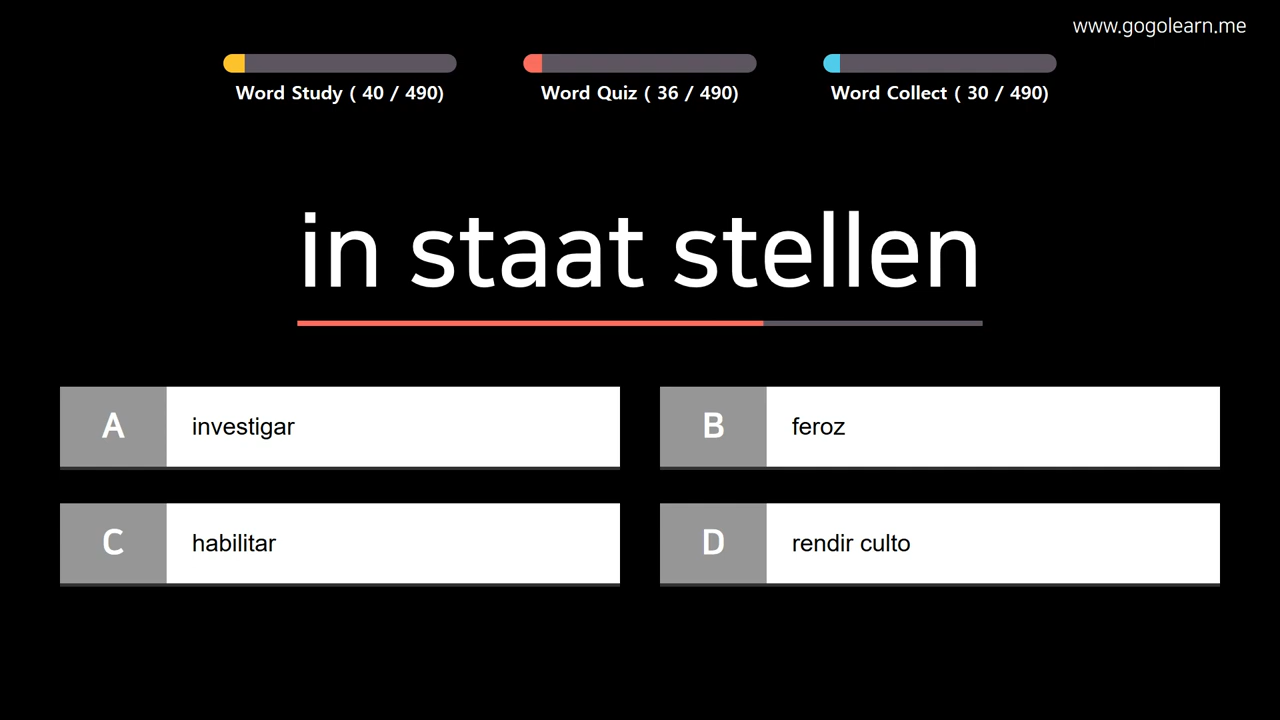 www.gogolearn.me
Word Study ( 40 / 490)
Word Quiz ( 36 / 490)
Word Collect ( 30 / 490)
in staat stellen
A investigar
B feroz
C habilitar
D rendir culto